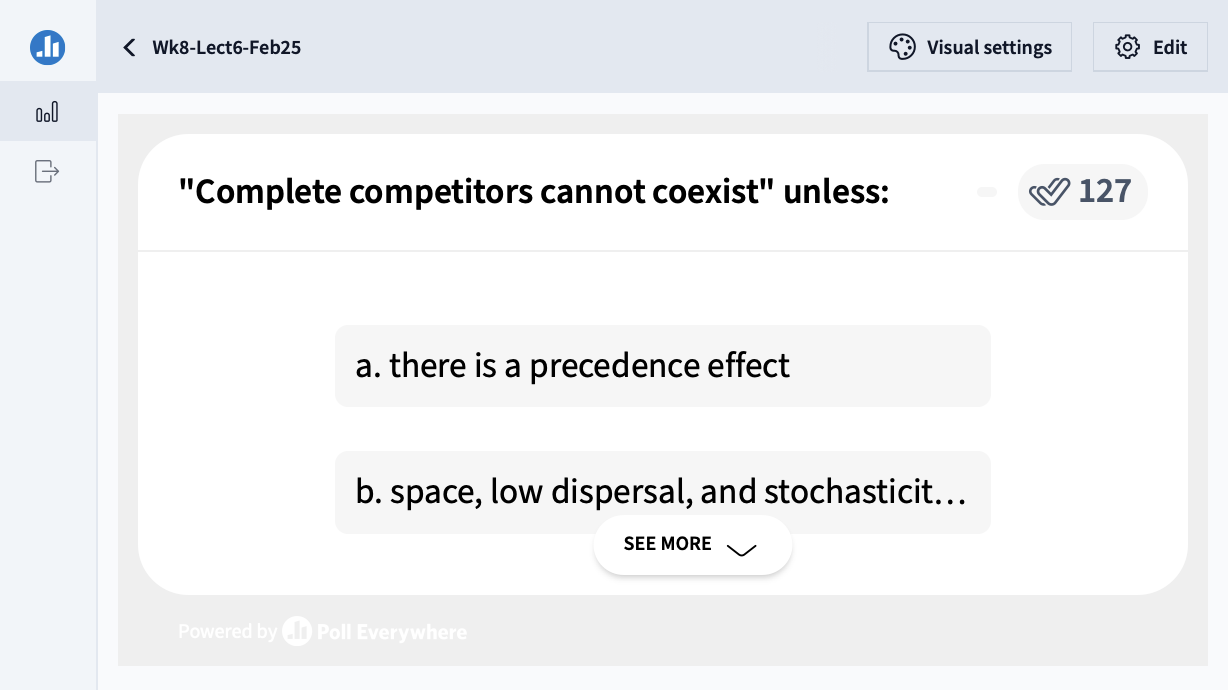 Wk8-Lect6-Feb25
Visual settings
Edit
"Complete competitors cannot coexist" unless:
127
a. there is a precedence effect
b. space, low dispersal, and stochasticit…
SEE MORE
Powered by Poll Everywhere